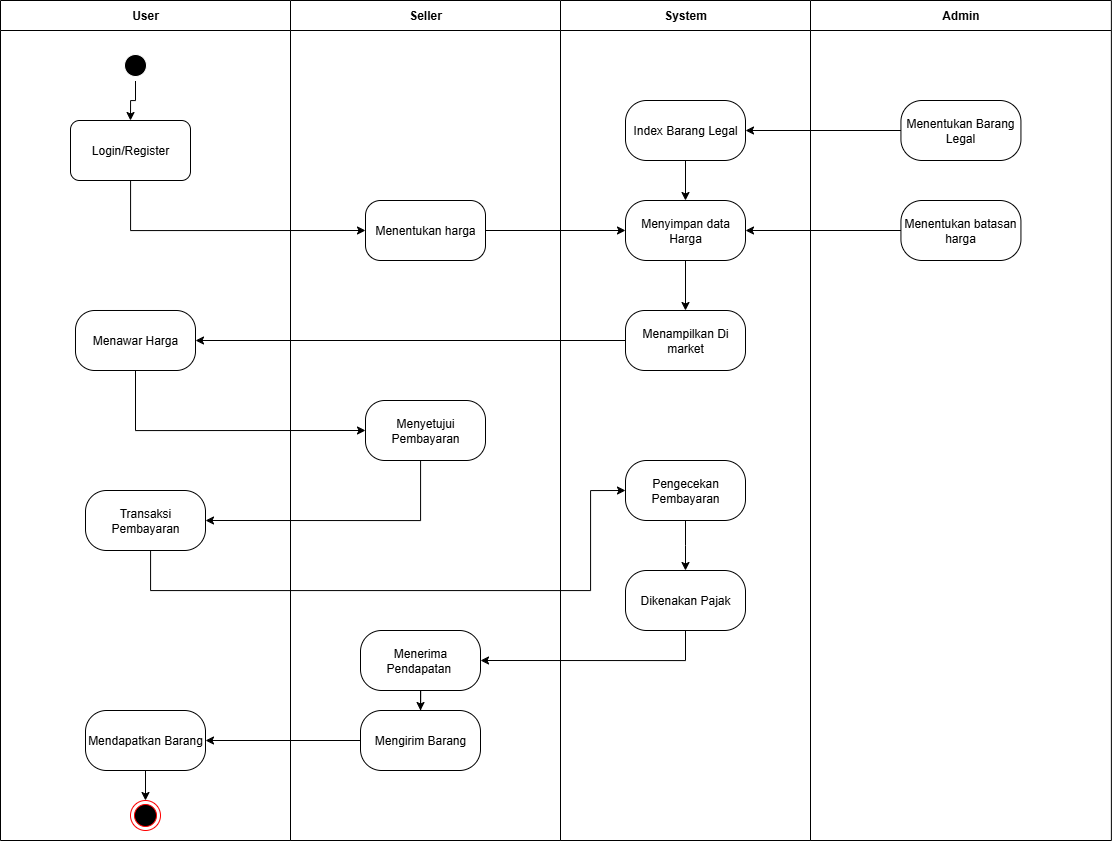 User
Seller
System
Admin
Login/Register
Index Barang Legal
Menentukan Barang
Legal
Menentukan harga
Menyimpan data
Harga
Menentukan batasan
harga
Menawar Harga
Menampilkan Di
market
Menyetujui
Pembayaran
Transaksi
Pembayaran
Pengecekan
Pembayaran
Dikenakan Pajak
Menerima
Pendapatan
Mendapatkan Barang
Mengirim Barang